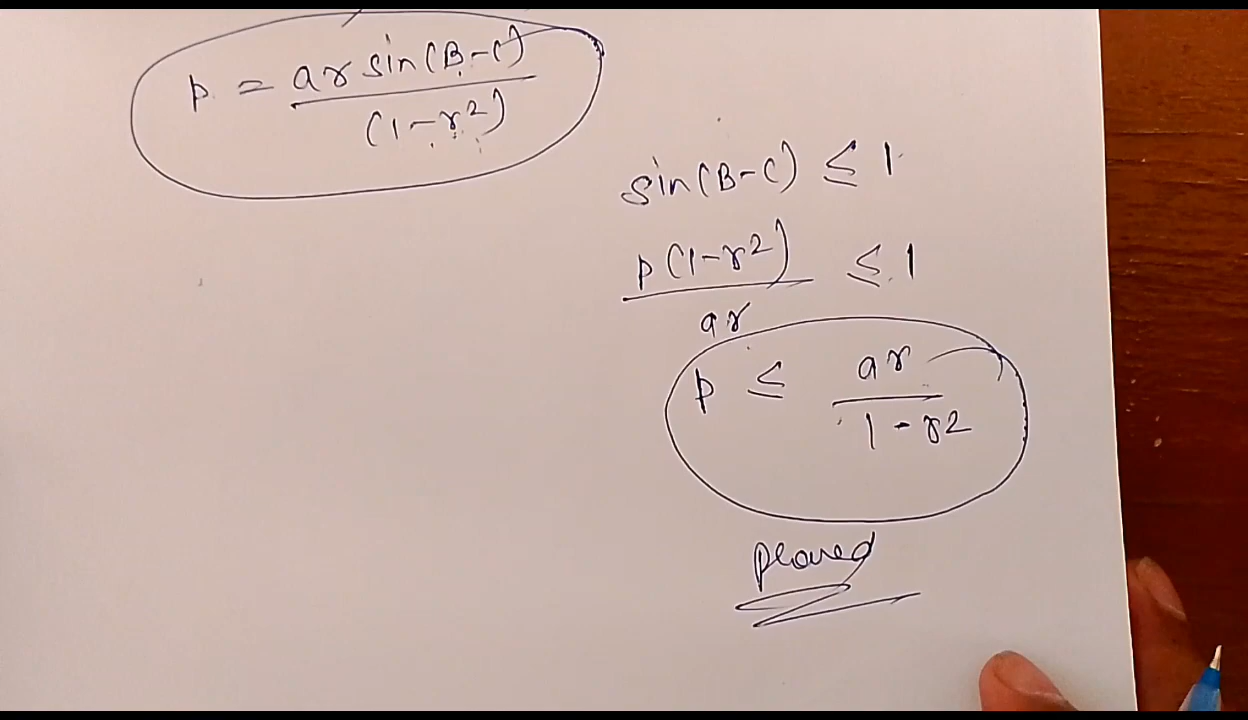 p = ar sin(B-C) / (1-r2)
sin(B-C) ≤ 1
p(1-r2) / ar ≤ 1
p ≤ ar / 1-r2
proved